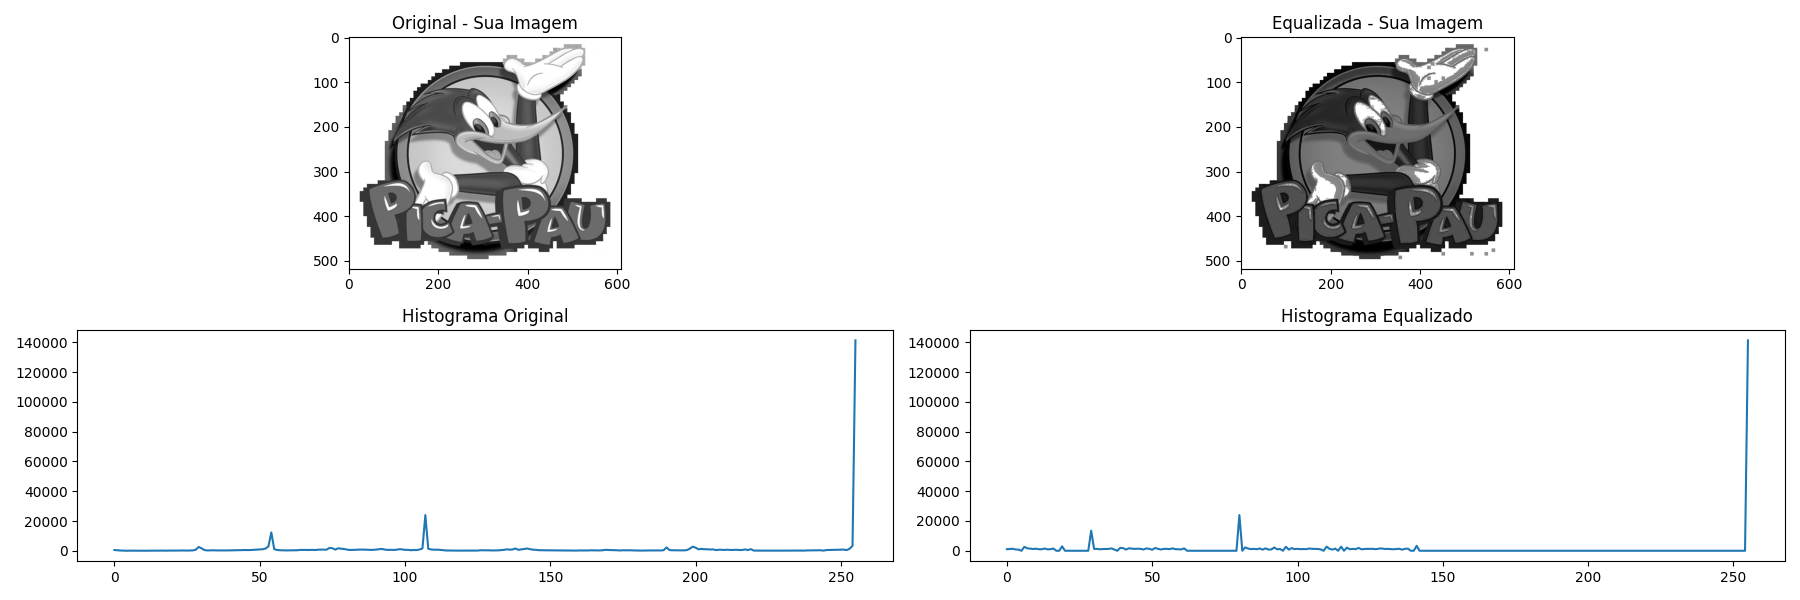 Original - Sua Imagem
0
100
200
300
400
500
PICA-PAU
0 200 400 600
Equalizada - Sua Imagem
0
100
200
300
400
500
PICA-PAU
0 200 400 600
Histograma Original
140000
120000
100000
80000
60000
40000
20000
0
0 50 100 150 200 250
Histograma Equalizado
140000
120000
100000
80000
60000
40000
20000
0
0 50 100 150 200 250